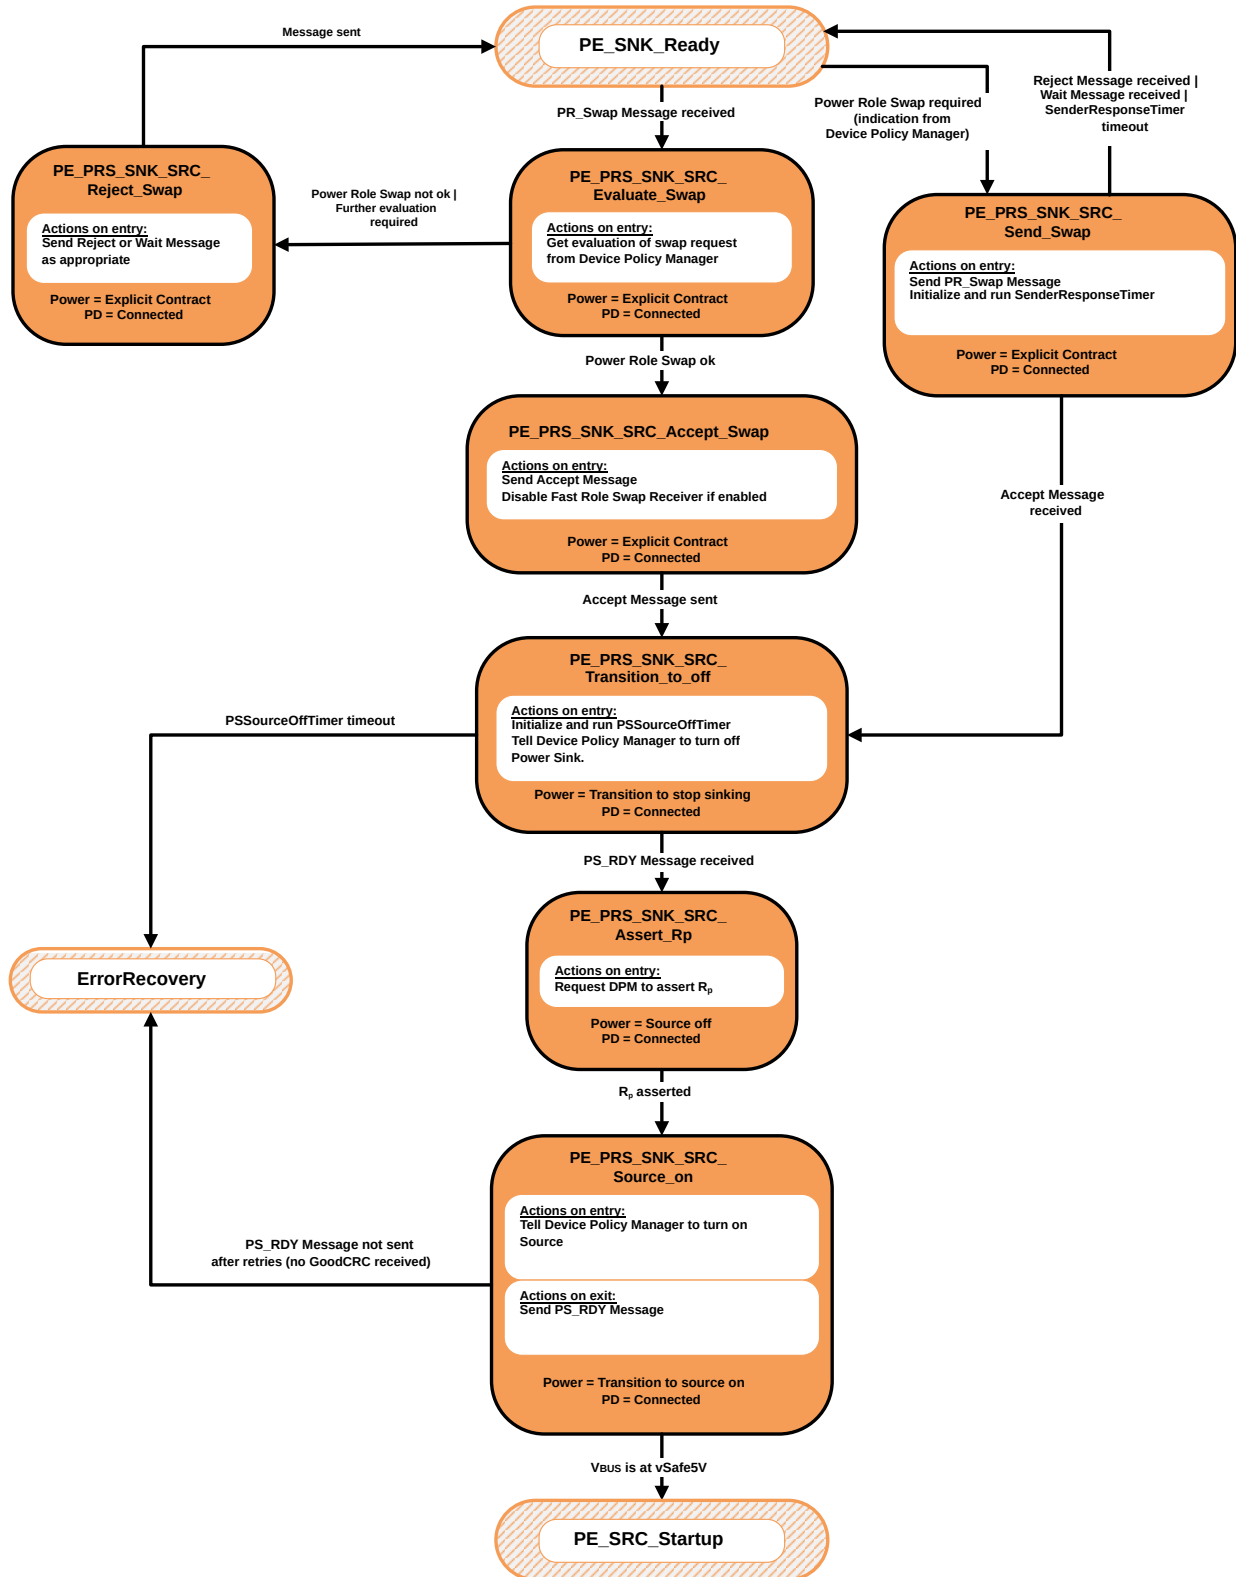 Message sent
PE_SNK_Ready
PR_Swap Message received
Power Role Swap required
(indication from
Device Policy Manager)
Reject Message received |
Wait Message received |
SenderResponseTimer
timeout
PE_PRS_SNK_SRC_
Reject_Swap
Actions on entry:
Send Reject or Wait Message
as appropriate
Power = Explicit Contract
PD = Connected
Power Role Swap not ok |
Further evaluation
required
PE_PRS_SNK_SRC_
Evaluate_Swap
Actions on entry:
Get evaluation of swap request
from Device Policy Manager
Power = Explicit Contract
PD = Connected
PE_PRS_SNK_SRC_
Send_Swap
Actions on entry:
Send PR_Swap Message
Initialize and run SenderResponseTimer
Power = Explicit Contract
PD = Connected
Power Role Swap ok
PE_PRS_SNK_SRC_Accept_Swap
Actions on entry:
Send Accept Message
Disable Fast Role Swap Receiver if enabled
Power = Explicit Contract
PD = Connected
Accept Message
received
Accept Message sent
PE_PRS_SNK_SRC_
Transition_to_off
Actions on entry:
Initialize and run PSSourceOffTimer
Tell Device Policy Manager to turn off
Power Sink.
Power = Transition to stop sinking
PD = Connected
PSSourceOffTimer timeout
PS_RDY Message received
PE_PRS_SNK_SRC_
Assert_Rp
Actions on entry:
Request DPM to assert Rp
Power = Source off
PD = Connected
ErrorRecovery
Rp asserted
PE_PRS_SNK_SRC_
Source_on
Actions on entry:
Tell Device Policy Manager to turn on
Source
Actions on exit:
Send PS_RDY Message
Power = Transition to source on
PD = Connected
PS_RDY Message not sent
after retries (no GoodCRC received)
VBUS is at vSafe5V
PE_SRC_Startup